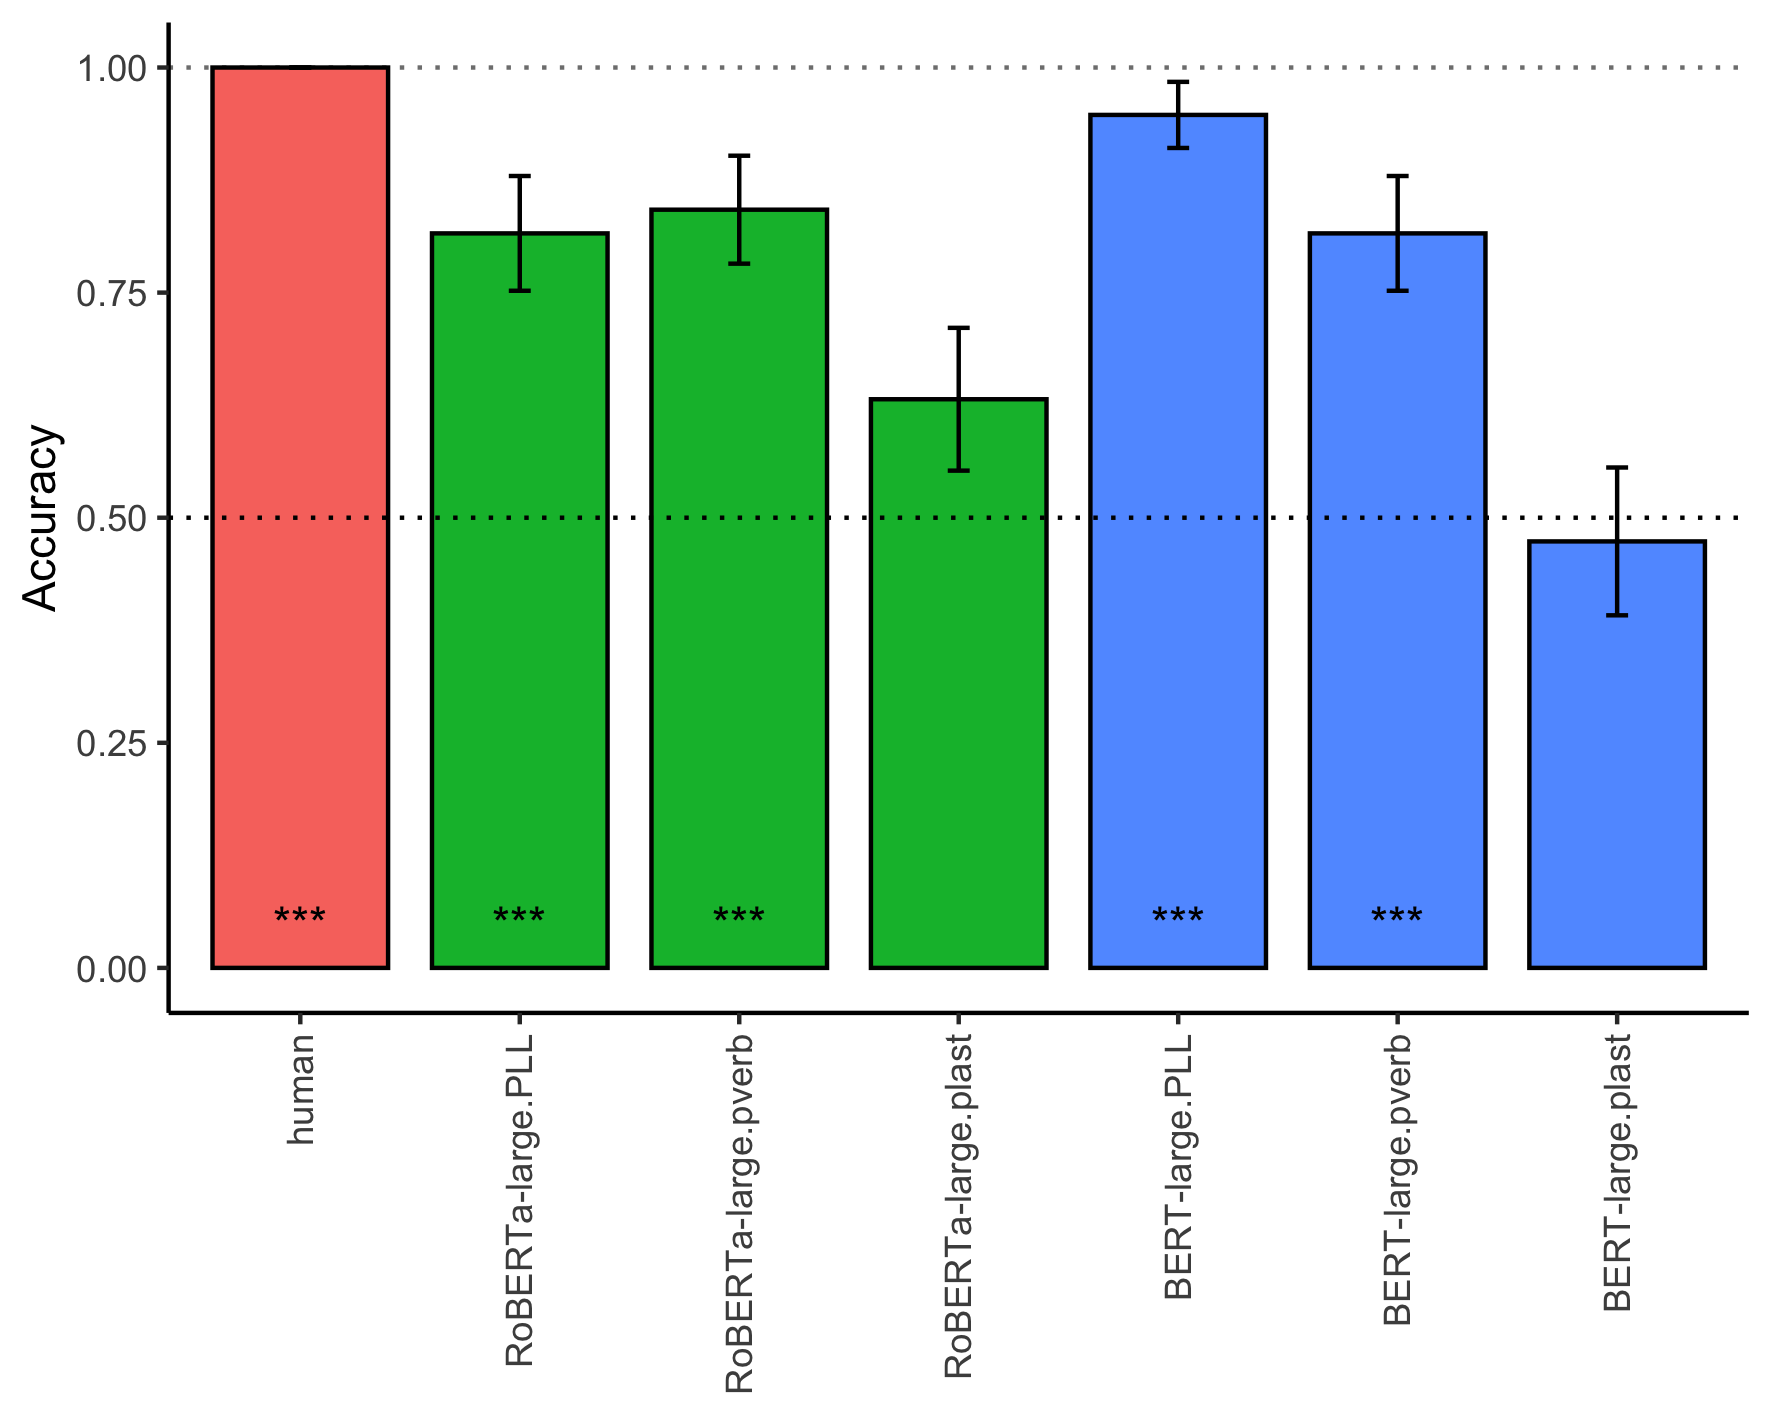 1.00
0.75
0.50
0.25
0.00
Accuracy
*** *** *** *** ***
human
RoBERTa-large.PLL
RoBERTa-large.pverb
RoBERTa-large.plast
BERT-large.PLL
BERT-large.pverb
BERT-large.plast